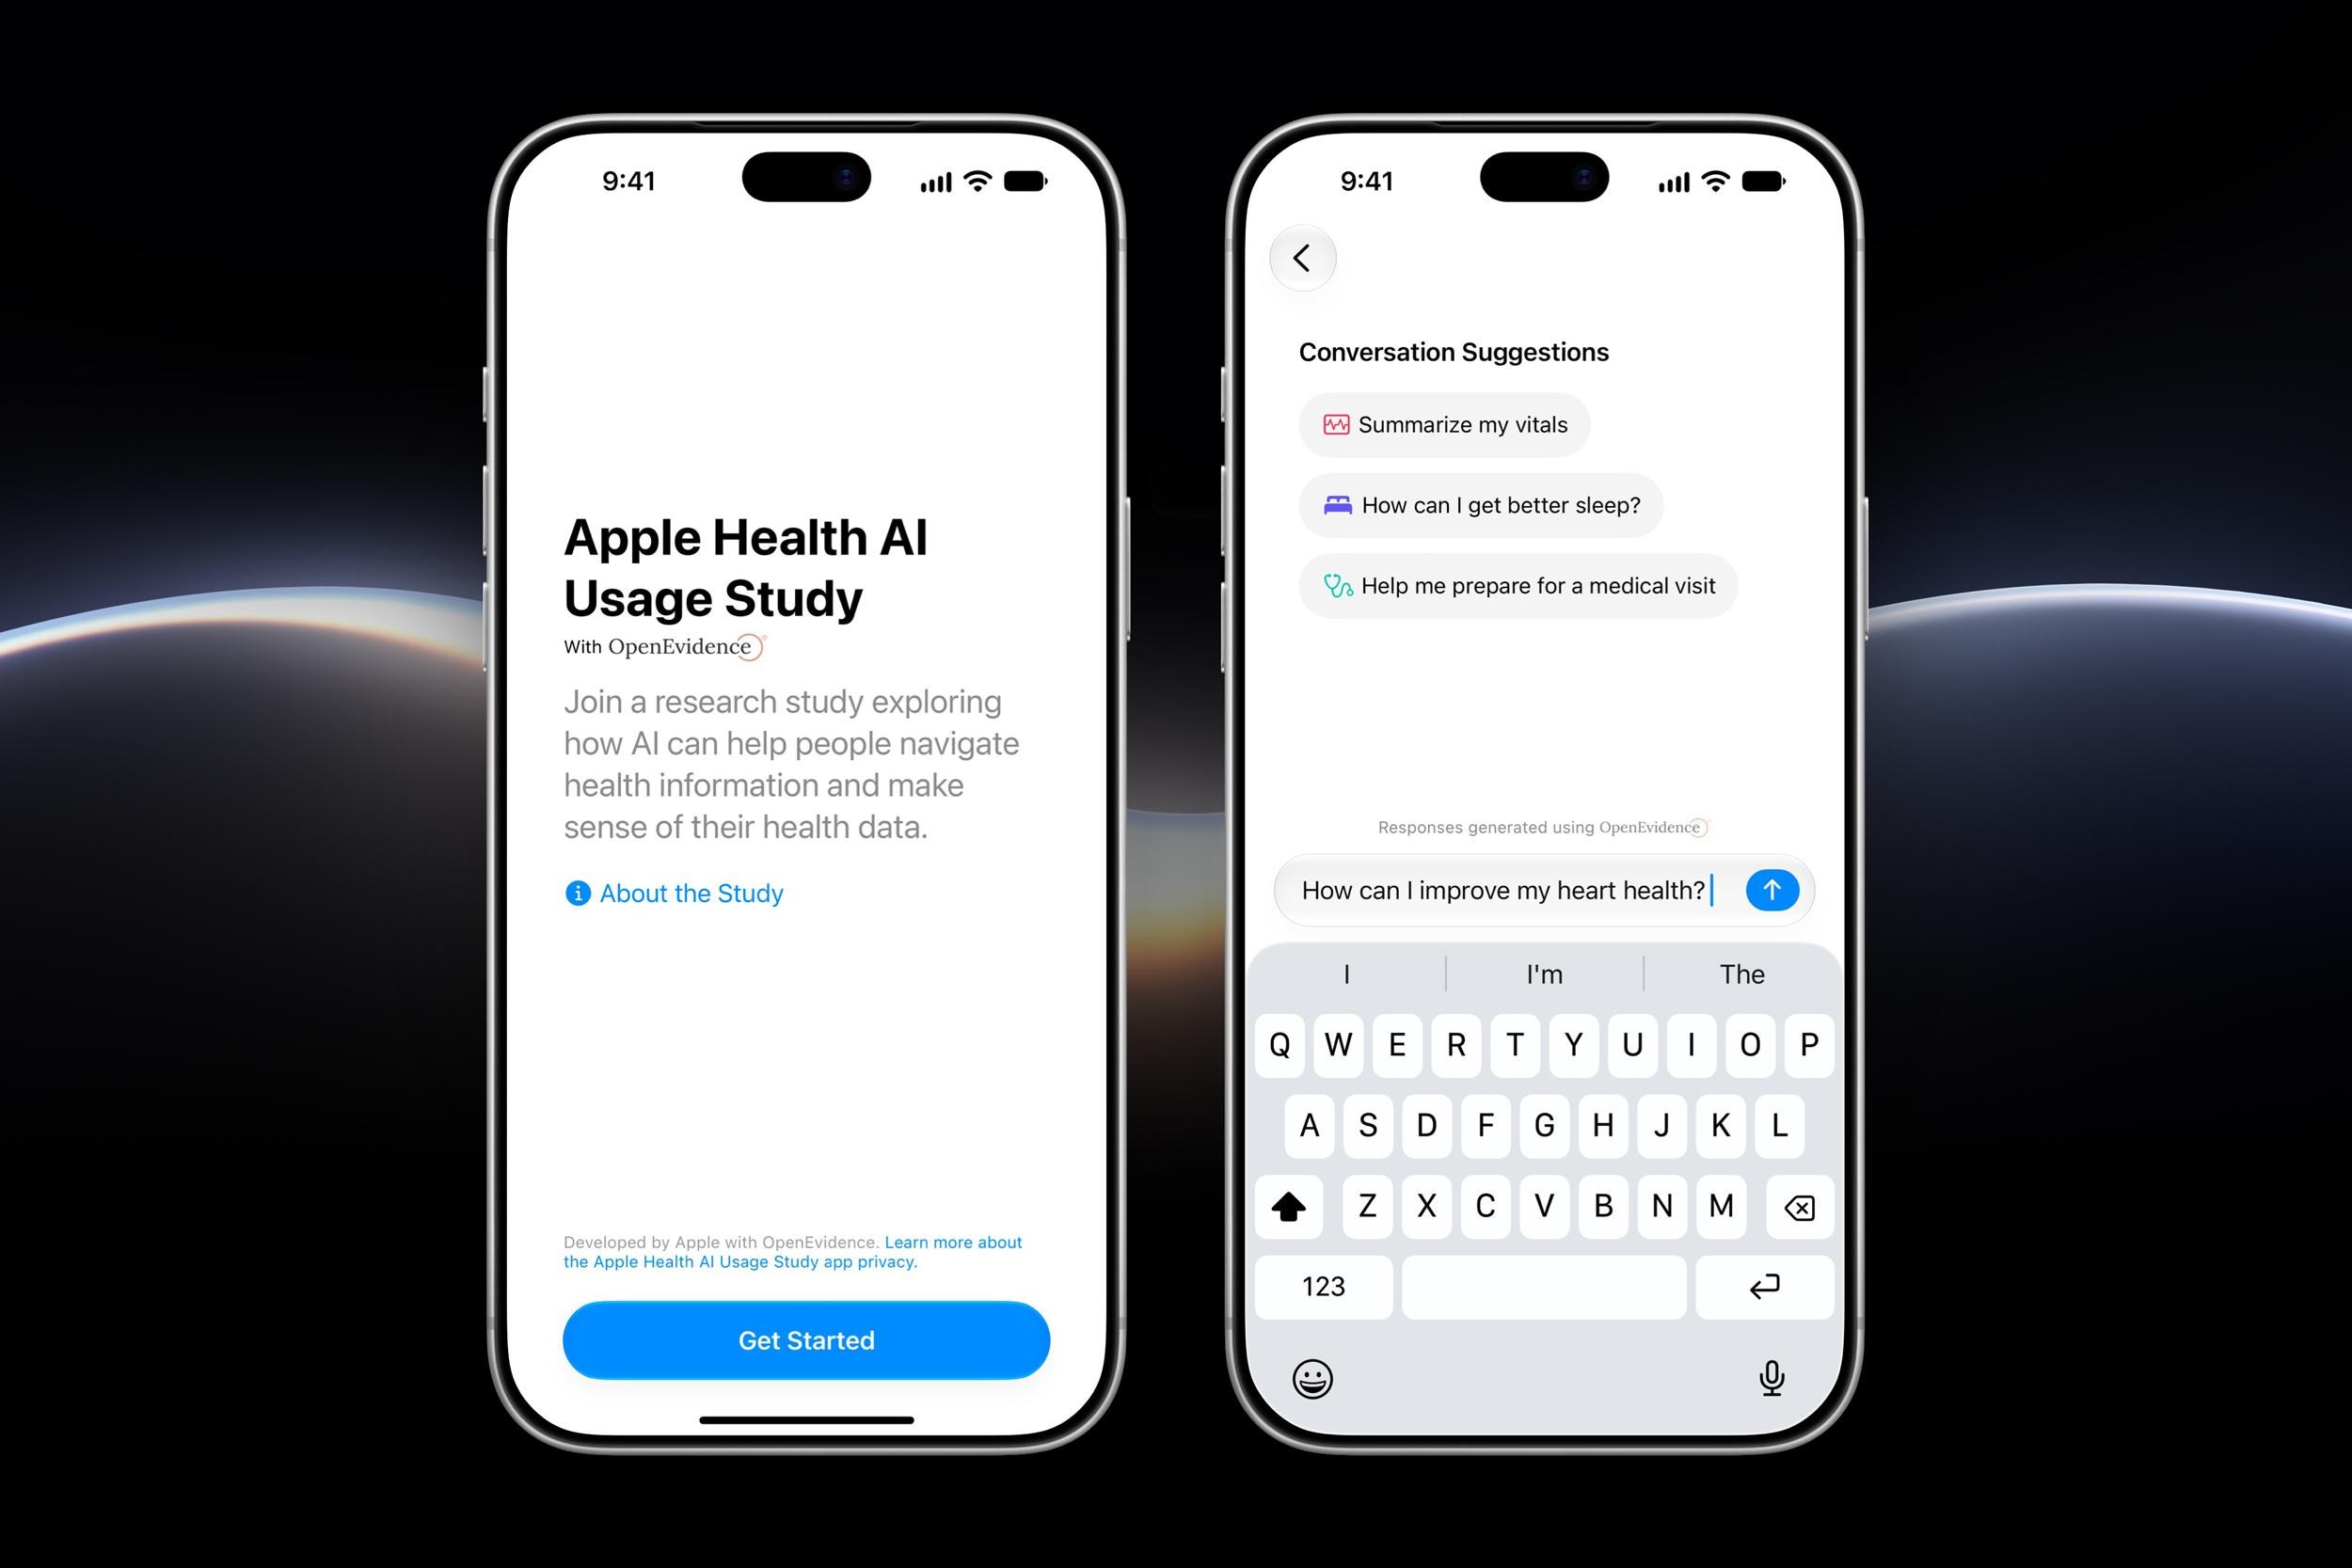 9:41
Apple Health AI
Usage Study
With OpenEvidence®
Join a research study exploring
how AI can help people navigate
health information and make
sense of their health data.
About the Study
Developed by Apple with OpenEvidence. Learn more about
the Apple Health AI Usage Study app privacy.
Get Started
9:41
Conversation Suggestions
Summarize my vitals
How can I get better sleep?
Help me prepare for a medical visit
Responses generated using OpenEvidence®
How can I improve my heart health?
I I'm The
Q W E R T Y U I O P
A S D F G H J K L
Z X C V B N M
123